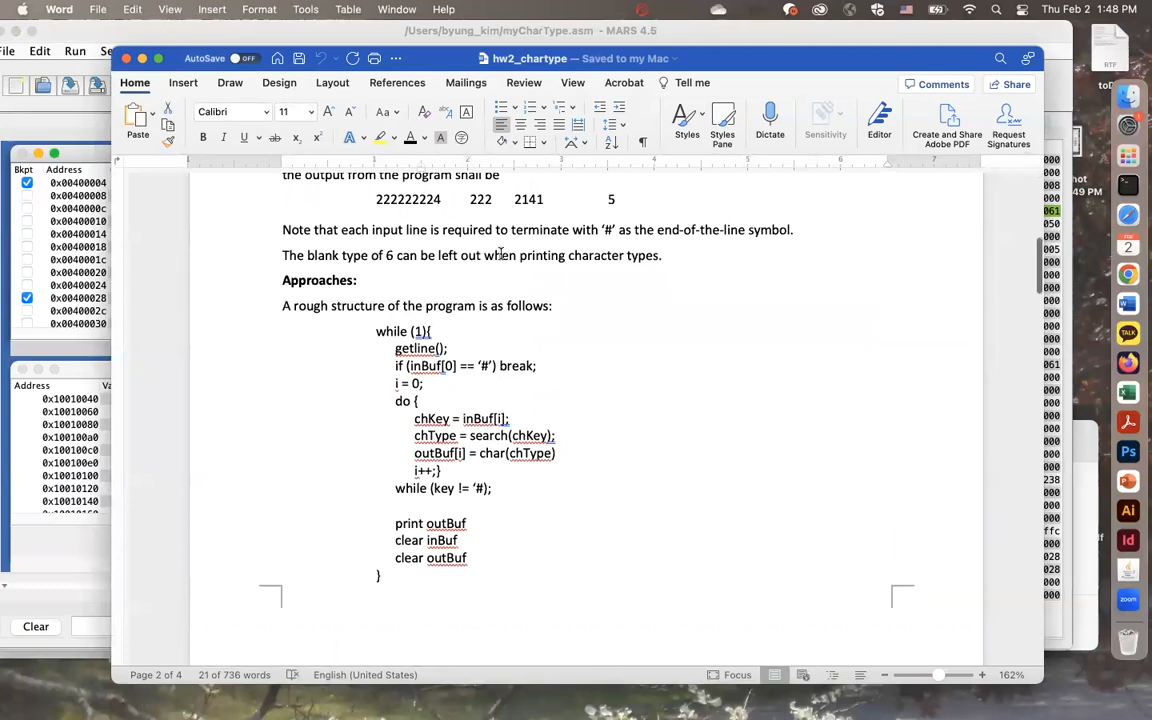 Word File Edit View Insert Format Tools Table Window Help Thu Feb 2 1:48 PM
/Users/byung_kim/myCharType.asm - MARS 4.5
RTF
File Edit Run
AutoSave OFF hw2_chartype — Saved to my Mac
Home Insert Draw Design Layout References Mailings Review View Acrobat Tell me Comments Share
Paste Calibri 11 Styles Styles Pane Dictate Sensitivity Editor Create and Share Adobe PDF Request Signatures
Bkpt Address
0x00400004
0x00400008
0x0040000c
0x00400010
0x00400014
0x00400018
0x0040001c
0x00400020
0x00400024
0x00400028
0x0040002c
0x00400030
Address
0x10010040
0x10010060
0x10010080
0x100100a0
0x100100c0
0x100100e0
0x10010100
0x10010120
0x10010140
0x10010160
Clear
the output from the program shall be
222222224 222 2141 5
Note that each input line is required to terminate with ‘#’ as the end-of-the-line symbol.
The blank type of 6 can be left out when printing character types.
Approaches:
A rough structure of the program is as follows:
while (1){
getline();
if (inBuf[0] == ‘#’) break;
i = 0;
do {
chKey = inBuf[i];
chType = search(chKey);
outBuf[i] = char(chType)
i++;}
while (key != ‘#);
print outBuf
clear inBuf
clear outBuf
}
Page 2 of 4 21 of 736 words English (United States) Focus 162%